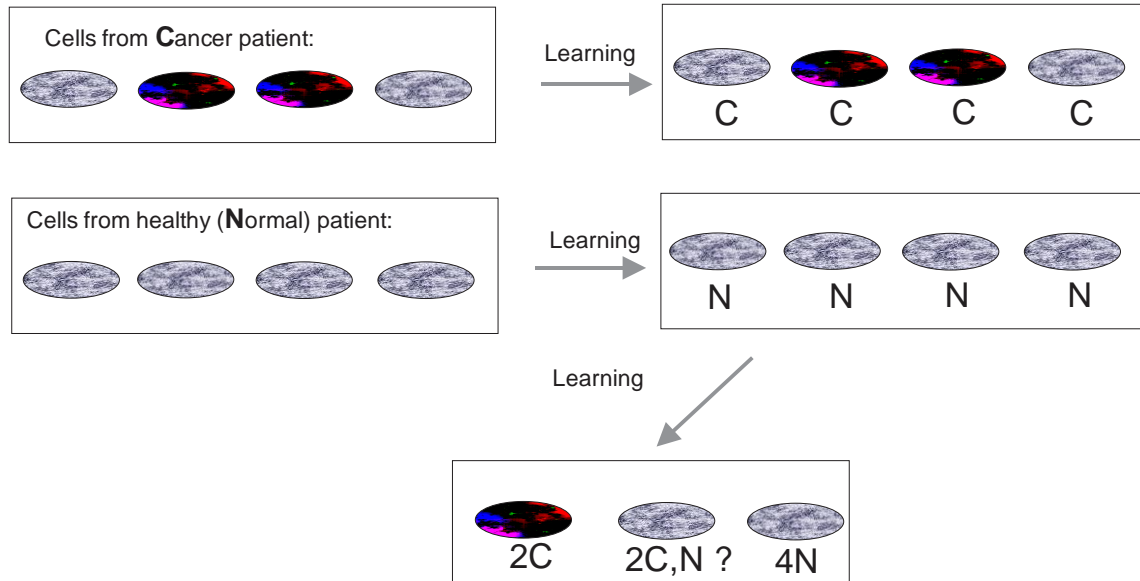 Cells from Cancer patient:
Learning
C C C C
Cells from healthy (Normal) patient:
Learning
N N N N
Learning
2C 2C,N ? 4N